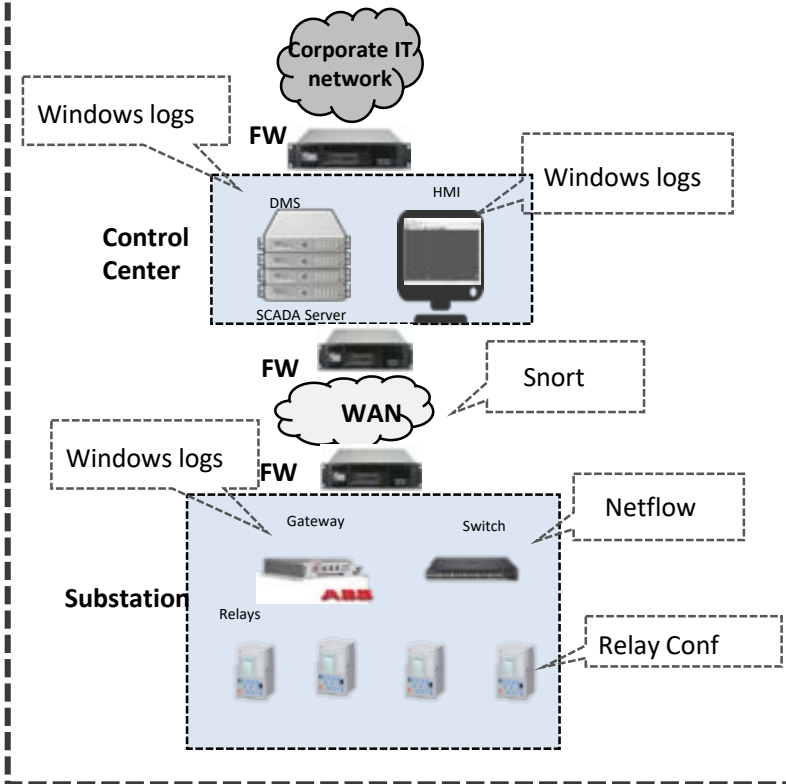 Corporate IT
network
Windows logs
FW
Windows logs
DMS
HMI
Control
Center
SCADA Server
FW
Snort
WAN
Windows logs
FW
Netflow
Gateway
Switch
ABB
Substation
Relays
Relay Conf